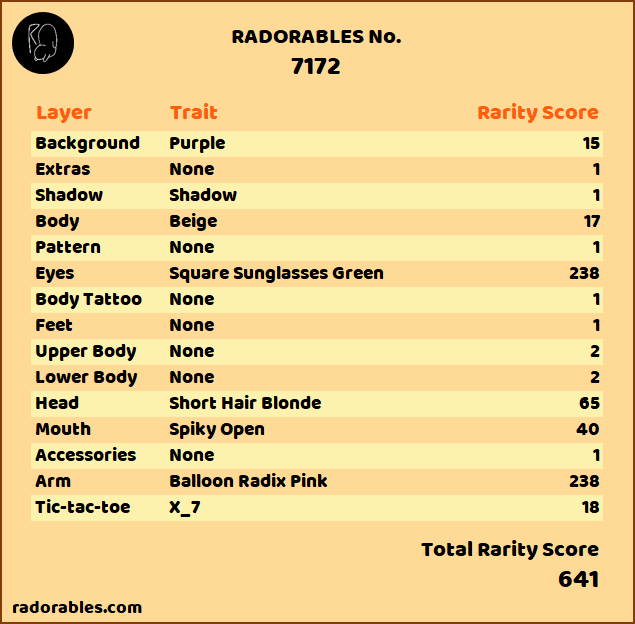 RADORABLES No.
7172
Layer Trait Rarity Score
Background Purple 15
Extras None 1
Shadow Shadow 1
Body Beige 17
Pattern None 1
Eyes Square Sunglasses Green 238
Body Tattoo None 1
Feet None 1
Upper Body None 2
Lower Body None 2
Head Short Hair Blonde 65
Mouth Spiky Open 40
Accessories None 1
Arm Balloon Radix Pink 238
Tic-tac-toe X_7 18
Total Rarity Score
641
radorables.com